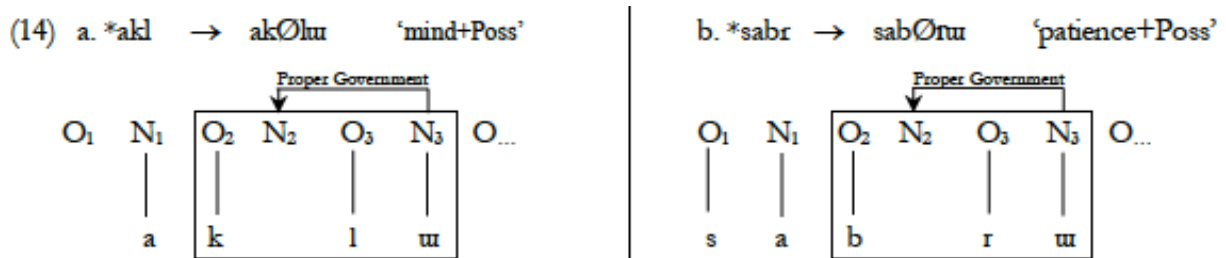 (14) a. *akl → akØlɯ ‘mind+Poss’ b. *sabr → sabØrɯ ‘patience+Poss’
Proper Government Proper Government
O₁ N₁ O₂ N₂ O₃ N₃ O... O₁ N₁ O₂ N₂ O₃ N₃ O...
a k l ɯ s a b r ɯ